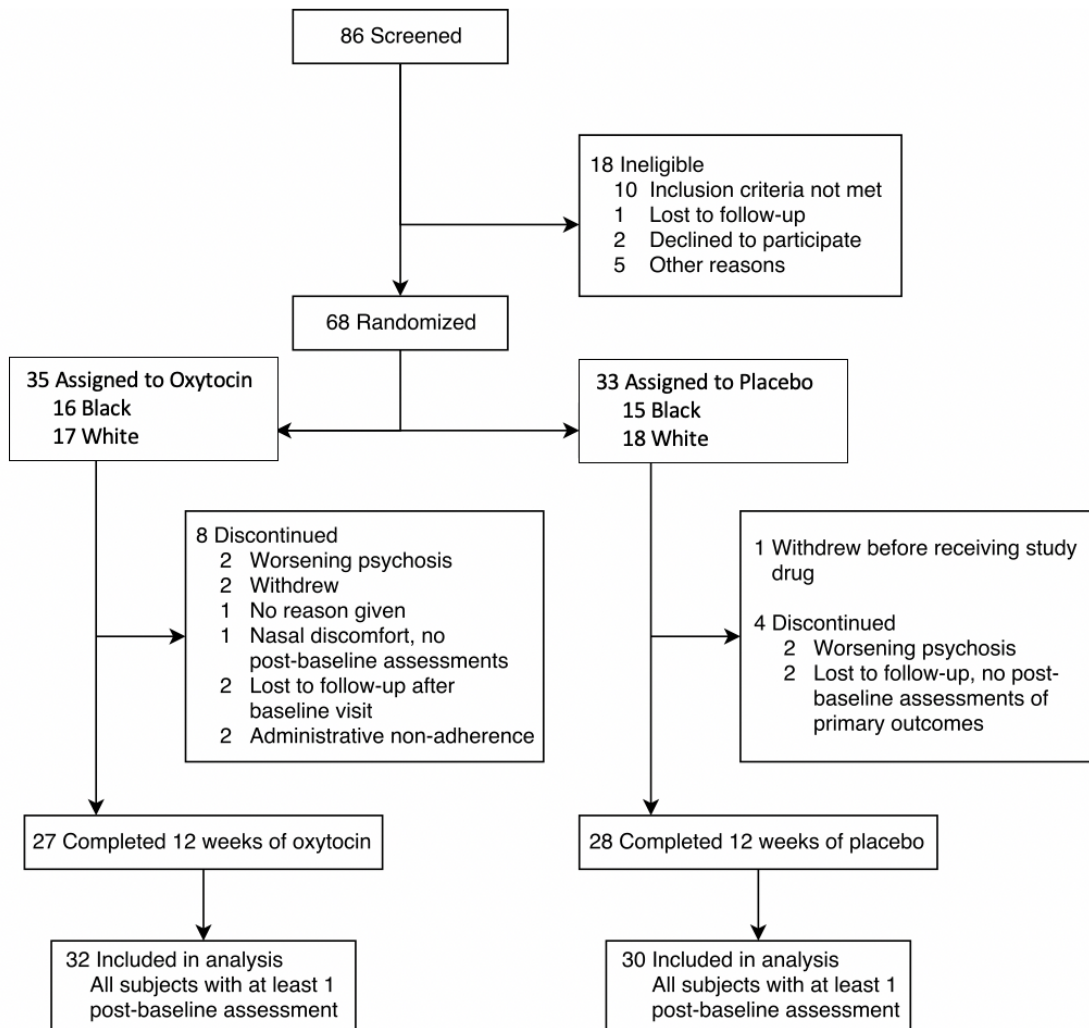 86 Screened
18 Ineligible
10 Inclusion criteria not met
1 Lost to follow-up
2 Declined to participate
5 Other reasons
68 Randomized
35 Assigned to Oxytocin
16 Black
17 White
33 Assigned to Placebo
15 Black
18 White
8 Discontinued
2 Worsening psychosis
2 Withdrew
1 No reason given
1 Nasal discomfort, no
post-baseline assessments
2 Lost to follow-up after
baseline visit
2 Administrative non-adherence
1 Withdrew before receiving study
drug
4 Discontinued
2 Worsening psychosis
2 Lost to follow-up, no post-
baseline assessments of
primary outcomes
27 Completed 12 weeks of oxytocin
28 Completed 12 weeks of placebo
32 Included in analysis
All subjects with at least 1
post-baseline assessment
30 Included in analysis
All subjects with at least 1
post-baseline assessment